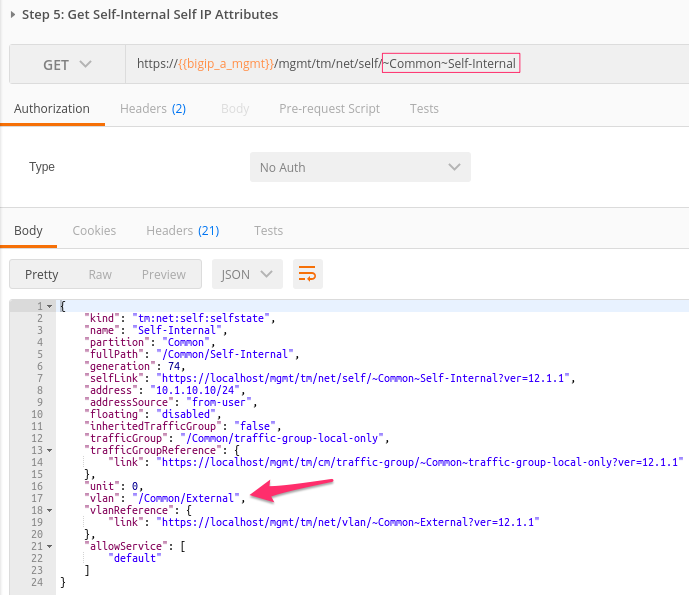 Step 5: Get Self-Internal Self IP Attributes
GET https://{{bigip_a_mgmt}}/mgmt/tm/net/self/~Common~Self-Internal
Authorization Headers (2) Body Pre-request Script Tests
Type No Auth
Body Cookies Headers (21) Tests
Pretty Raw Preview JSON
1 {
2 "kind": "tm:net:self:selfstate",
3 "name": "Self-Internal",
4 "partition": "Common",
5 "fullPath": "/Common/Self-Internal",
6 "generation": 74,
7 "selfLink": "https://localhost/mgmt/tm/net/self/~Common~Self-Internal?ver=12.1.1",
8 "address": "10.1.10.10/24",
9 "addressSource": "from-user",
10 "floating": "disabled",
11 "inheritedTrafficGroup": "false",
12 "trafficGroup": "/Common/traffic-group-local-only",
13 "trafficGroupReference": {
14 "link": "https://localhost/mgmt/tm/cm/traffic-group/~Common~traffic-group-local-only?ver=12.1.1"
15 },
16 "unit": 0,
17 "vlan": "/Common/External",
18 "vlanReference": {
19 "link": "https://localhost/mgmt/tm/net/vlan/~Common~External?ver=12.1.1"
20 },
21 "allowService": [
22 "default"
23 ]
24 }